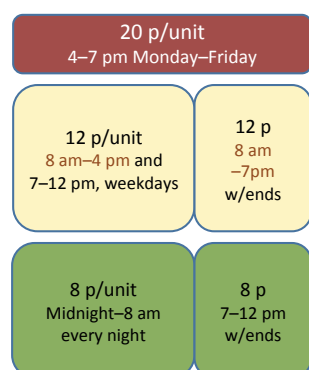 20 p/unit
4–7 pm Monday–Friday
12 p/unit
8 am–4 pm and
7–12 pm, weekdays
12 p
8 am
–7pm
w/ends
8 p/unit
Midnight–8 am
every night
8 p
7–12 pm
w/ends